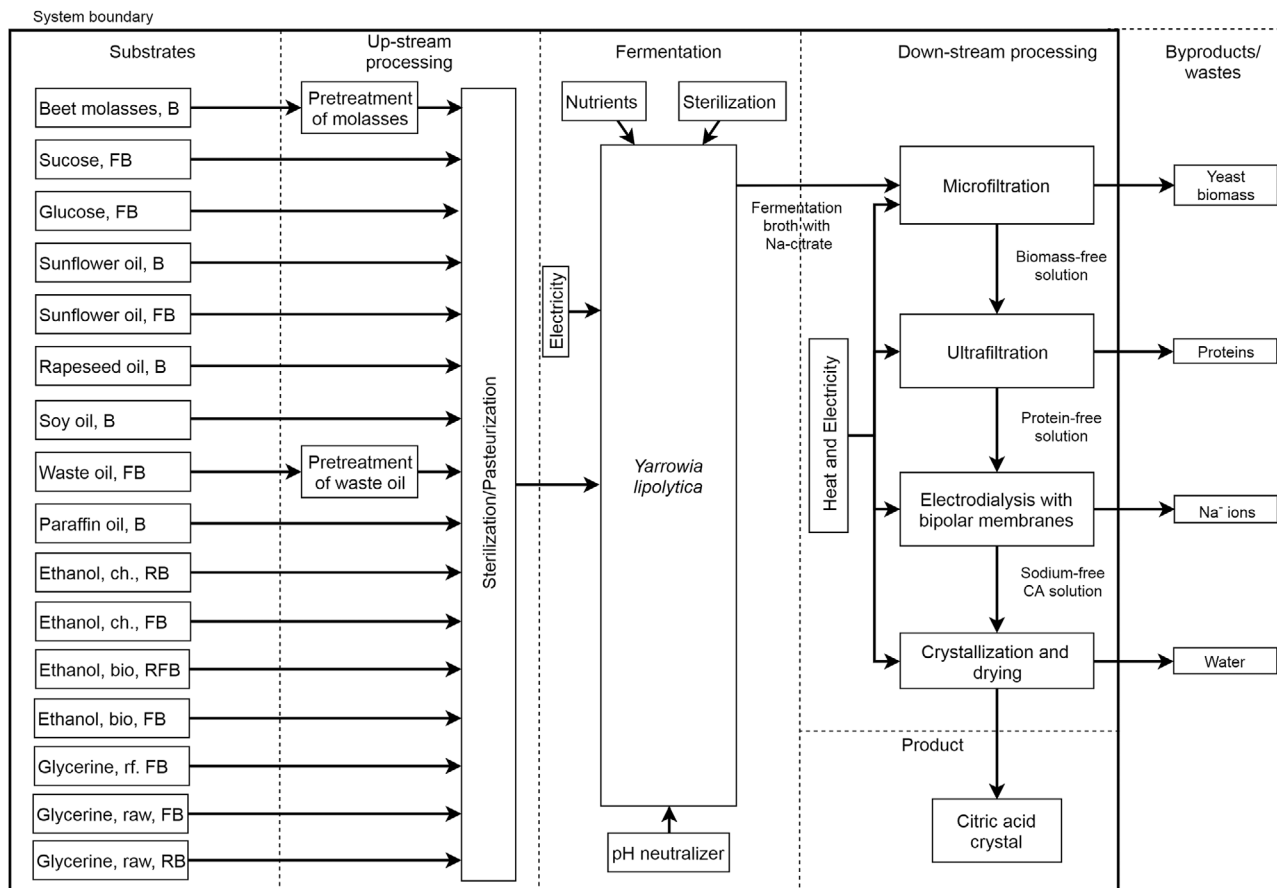 System boundary
Substrates
Up-stream
processing
Fermentation
Down-stream processing
Byproducts/
wastes
Beet molasses, B
Sucose, FB
Glucose, FB
Sunflower oil, B
Sunflower oil, FB
Rapeseed oil, B
Soy oil, B
Waste oil, FB
Paraffin oil, B
Ethanol, ch., RB
Ethanol, ch., FB
Ethanol, bio, RFB
Ethanol, bio, FB
Glycerine, rf. FB
Glycerine, raw, FB
Glycerine, raw, RB
Pretreatment
of molasses
Pretreatment
of waste oil
Sterilization/Pasteurization
Nutrients
Sterilization
Electricity
Yarrowia
lipolytica
pH neutralizer
Fermentation
broth with
Na-citrate
Heat and Electricity
Microfiltration
Biomass-free
solution
Ultrafiltration
Protein-free
solution
Electrodialysis with
bipolar membranes
Sodium-free
CA solution
Crystallization and
drying
Product
Citric acid
crystal
Yeast
biomass
Proteins
Na⁻ ions
Water